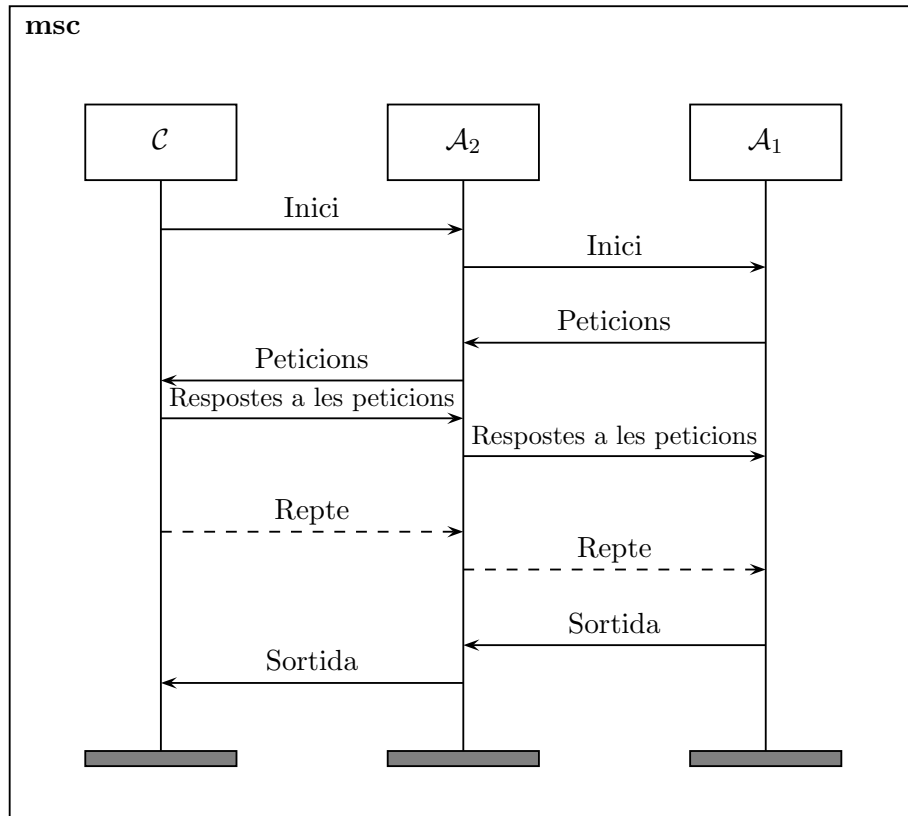 msc
𝒞
𝒜₂
𝒜₁
Inici
Inici
Peticions
Peticions
Respostes a les peticions
Respostes a les peticions
Repte
Repte
Sortida
Sortida